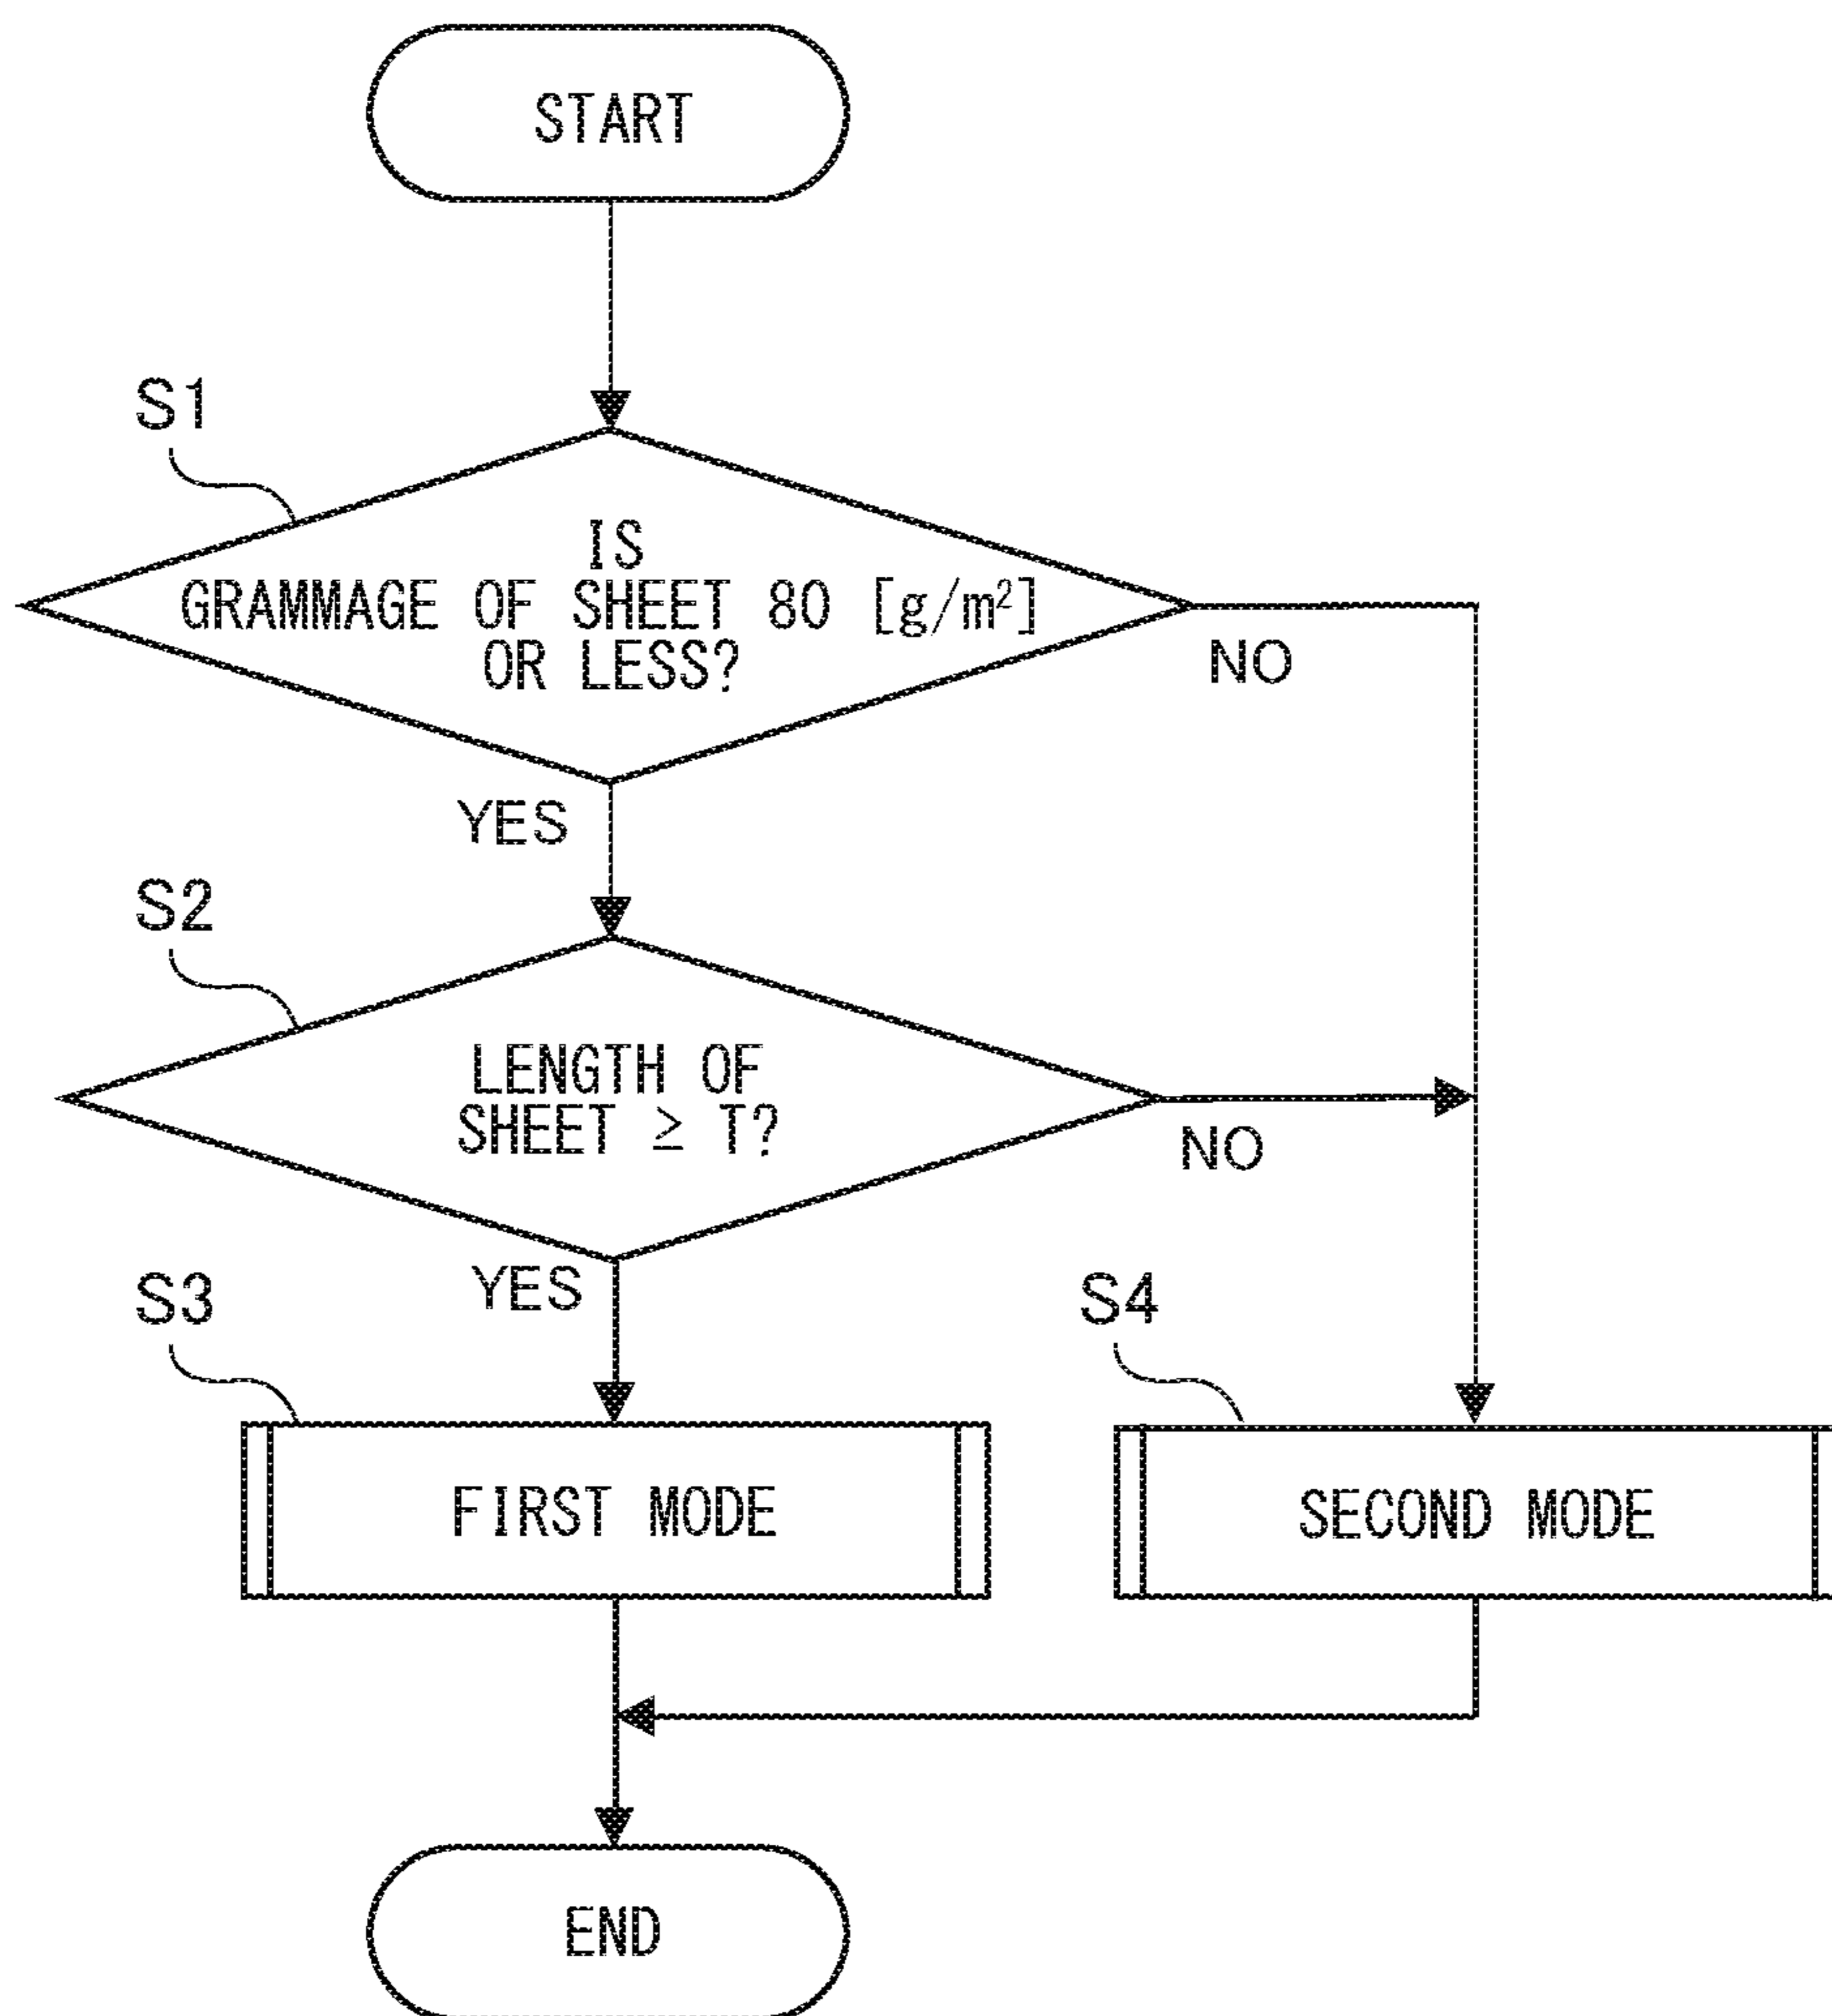 START
S1
IS
GRAMMAGE OF SHEET 80 [g/m²]
OR LESS?
NO
YES
S2
LENGTH OF
SHEET ≥ T?
NO
YES
S3
S4
FIRST MODE
SECOND MODE
END